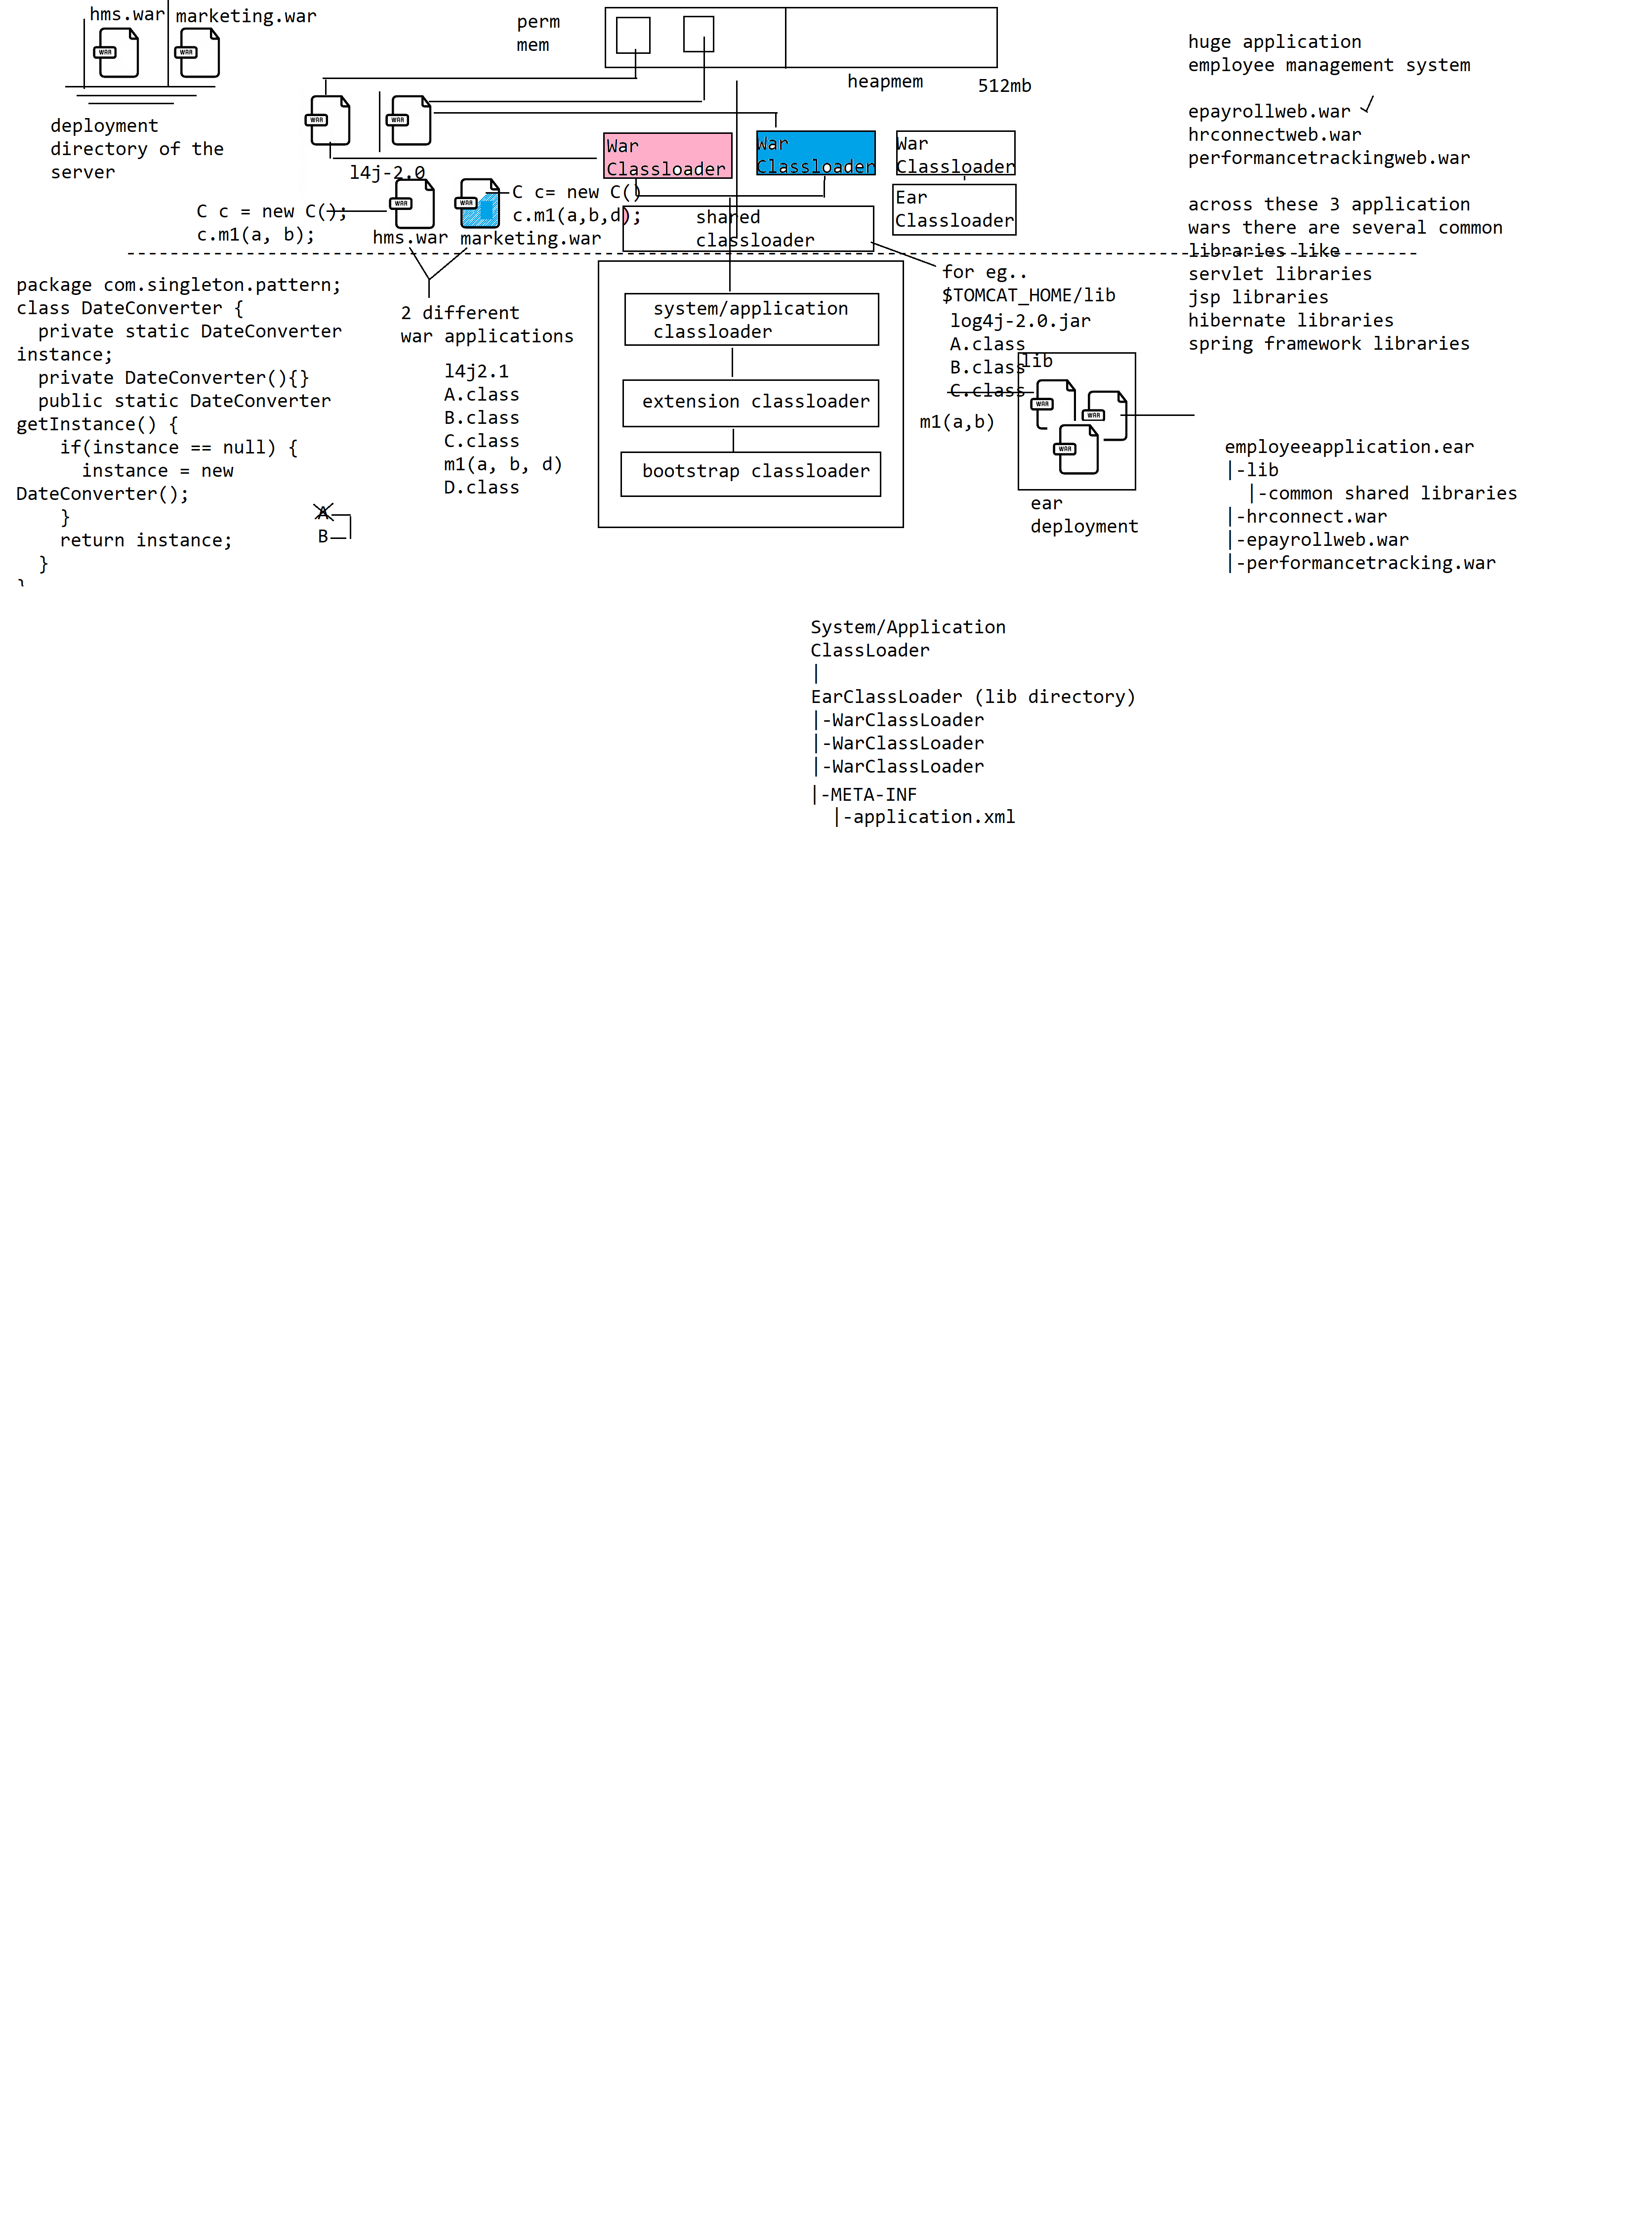 hms.war
marketing.war
WAR
WAR
deployment
directory of the
server
perm
mem
heapmem
512mb
WAR
WAR
l4j-2.0
War
Classloader
War
Classloader
War
Classloader
Ear
Classloader
C c = new C();
c.m1(a, b);
WAR
WAR
C c= new C()
c.m1(a,b,d);
hms.war
marketing.war
shared
classloader
2 different
war applications
l4j2.1
A.class
B.class
C.class
m1(a, b, d)
D.class
package com.singleton.pattern;
class DateConverter {
private static DateConverter
instance;
private DateConverter(){}
public static DateConverter
getInstance() {
if(instance == null) {
instance = new
DateConverter();
}
return instance;
}
}
A
B
system/application
classloader
extension classloader
bootstrap classloader
for eg..
$TOMCAT_HOME/lib
log4j-2.0.jar
A.class
B.class
C.class
m1(a,b)
lib
WAR
WAR
WAR
ear
deployment
huge application
employee management system
epayrollweb.war
hrconnectweb.war
performancetrackingweb.war
across these 3 application
wars there are several common
libraries like
servlet libraries
jsp libraries
hibernate libraries
spring framework libraries
employeeapplication.ear
|-lib
|-common shared libraries
|-hrconnect.war
|-epayrollweb.war
|-performancetracking.war
System/Application
ClassLoader
|
EarClassLoader (lib directory)
|-WarClassLoader
|-WarClassLoader
|-WarClassLoader
|-META-INF
|-application.xml